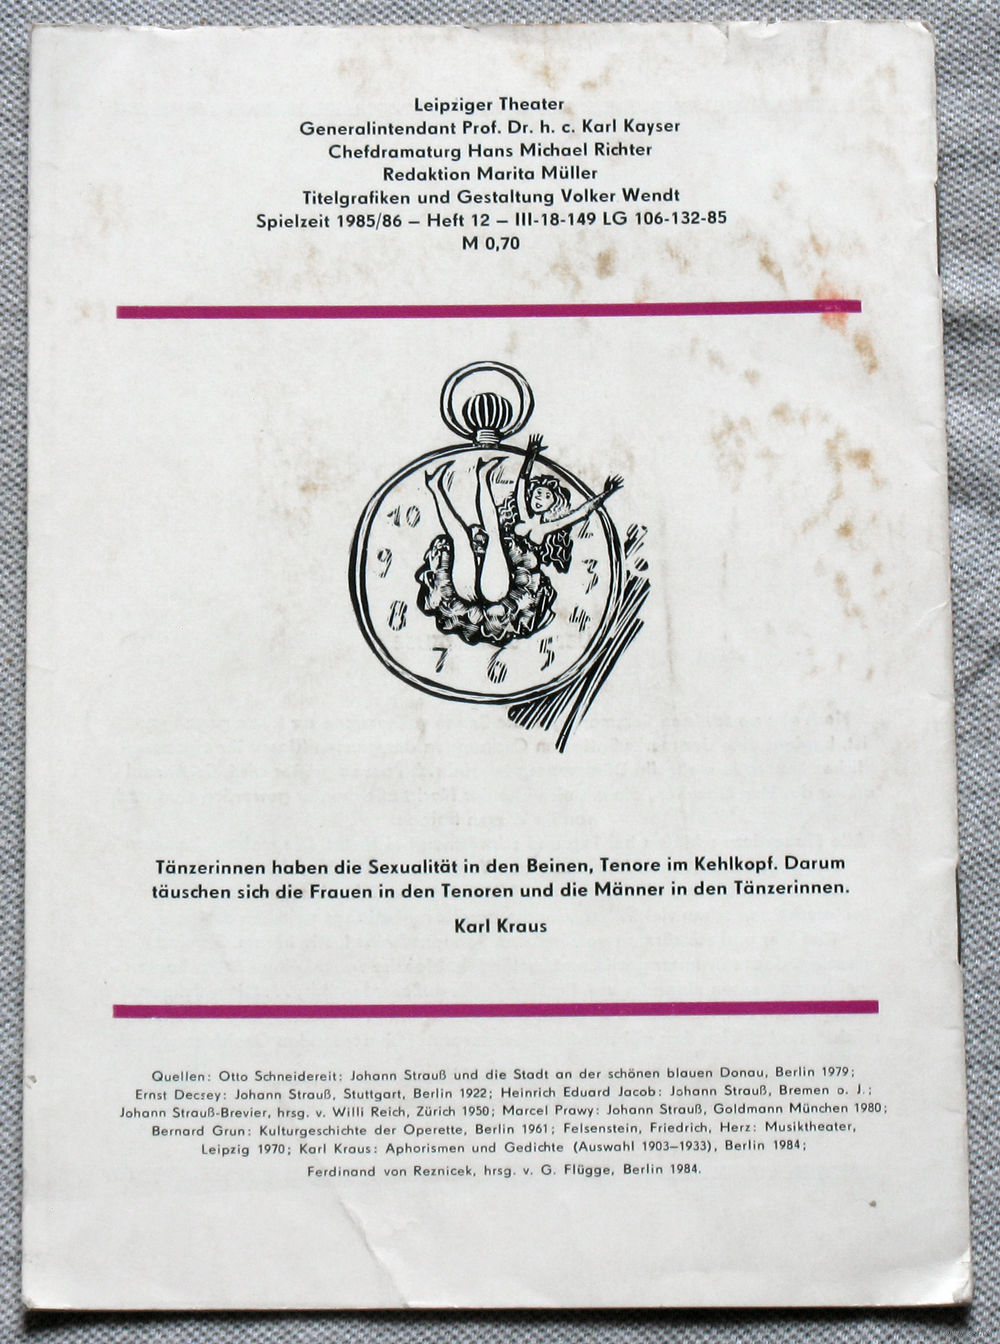 Leipziger Theater
Generalintendant Prof. Dr. h. c. Karl Kayser
Chefdramaturg Hans Michael Richter
Redaktion Marita Müller
Titelgrafiken und Gestaltung Volker Wendt
Spielzeit 1985/86 – Heft 12 – III-18-149 LG 106-132-85
M 0,70
10
9
3
8
4
7
6
5
Tänzerinnen haben die Sexualität in den Beinen, Tenore im Kehlkopf. Darum
täuschen sich die Frauen in den Tenoren und die Männer in den Tänzerinnen.
Karl Kraus
Quellen: Otto Schneidereit: Johann Strauß und die Stadt an der schönen blauen Donau, Berlin 1979;
Ernst Decsey: Johann Strauß, Stuttgart, Berlin 1922; Heinrich Eduard Jacob: Johann Strauß, Bremen o. J.;
Johann Strauß-Brevier, hrsg. v. Willi Reich, Zürich 1950; Marcel Prawy: Johann Strauß, Goldmann München 1980;
Bernard Grun: Kulturgeschichte der Operette, Berlin 1961; Felsenstein, Friedrich, Herz: Musiktheater,
Leipzig 1970; Karl Kraus: Aphorismen und Gedichte (Auswahl 1903–1933), Berlin 1984;
Ferdinand von Reznicek, hrsg. v. G. Flügge, Berlin 1984.